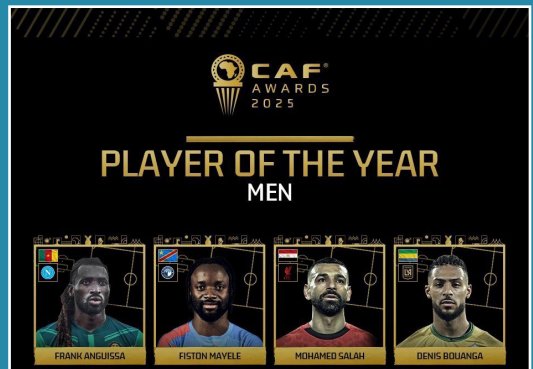 CAF
AWARDS
2025
PLAYER OF THE YEAR
MEN
FRANK ANGUISSA
FISTON MAYELE
MOHAMED SALAH
DENIS BOUANGA